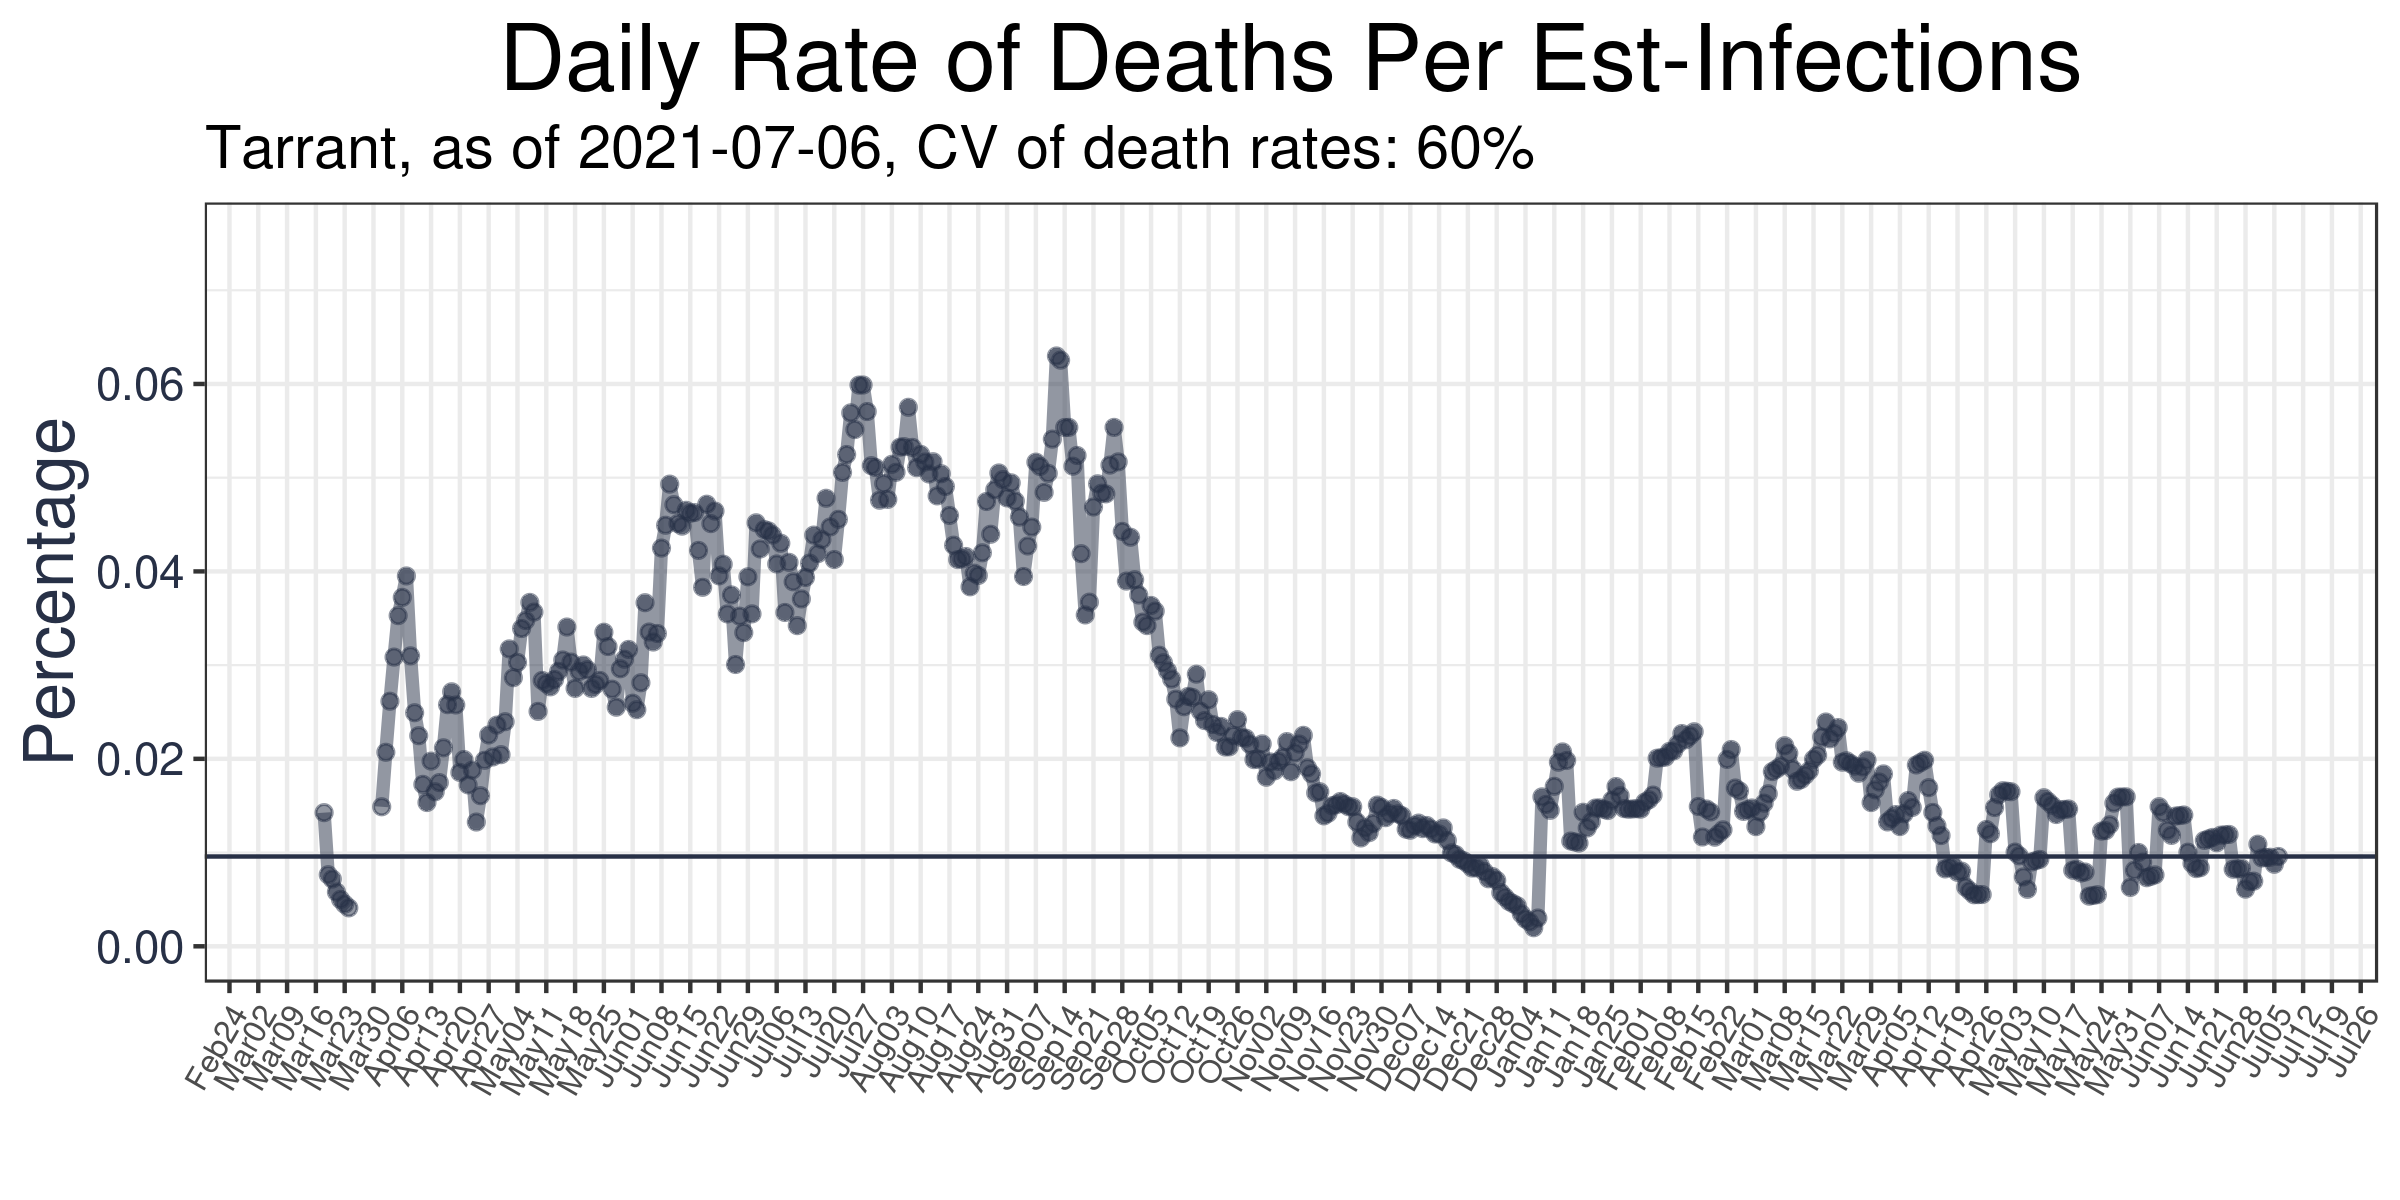 Daily Rate of Deaths Per Est-Infections
Tarrant, as of 2021-07-06, CV of death rates: 60%
Percentage
0.06
0.04
0.02
0.00
Feb24
Mar02
Mar09
Mar16
Mar23
Mar30
Apr06
Apr13
Apr20
Apr27
May04
May11
May18
May25
Jun01
Jun08
Jun15
Jun22
Jun29
Jul06
Jul13
Jul20
Jul27
Aug03
Aug10
Aug17
Aug24
Aug31
Sep07
Sep14
Sep21
Sep28
Oct05
Oct12
Oct19
Oct26
Nov02
Nov09
Nov16
Nov23
Nov30
Dec07
Dec14
Dec21
Dec28
Jan04
Jan11
Jan18
Jan25
Feb01
Feb08
Feb15
Feb22
Mar01
Mar08
Mar15
Mar22
Mar29
Apr05
Apr12
Apr19
Apr26
May03
May10
May17
May24
May31
Jun07
Jun14
Jun21
Jun28
Jul05
Jul12
Jul19
Jul26